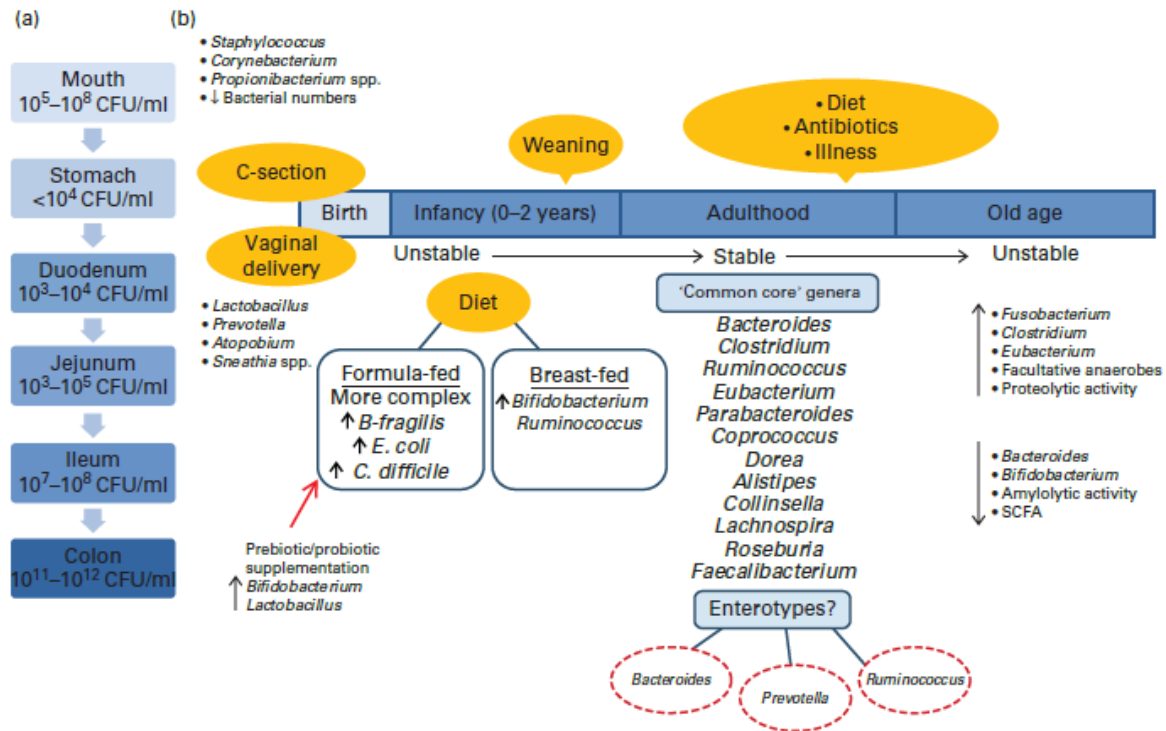 (a)
Mouth
10⁵–10⁸ CFU/ml
Stomach
<10⁴ CFU/ml
Duodenum
10³–10⁴ CFU/ml
Jejunum
10³–10⁵ CFU/ml
Ileum
10⁷–10⁸ CFU/ml
Colon
10¹¹–10¹² CFU/ml
(b)
• Staphylococcus
• Corynebacterium
• Propionibacterium spp.
• ↓ Bacterial numbers
C-section
Weaning
• Diet
• Antibiotics
• Illness
Birth
Infancy (0–2 years)
Adulthood
Old age
Vaginal
delivery
Unstable
Stable
Unstable
• Lactobacillus
• Prevotella
• Atopobium
• Sneathia spp.
Diet
Formula-fed
More complex
↑ B-fragilis
↑ E. coli
↑ C. difficile
Breast-fed
↑ Bifidobacterium
Ruminococcus
Prebiotic/probiotic
supplementation
↑ Bifidobacterium
Lactobacillus
'Common core' genera
Bacteroides
Clostridium
Ruminococcus
Eubacterium
Parabacteroides
Coprococcus
Dorea
Alistipes
Collinsella
Lachnospira
Roseburia
Faecalibacterium
Enterotypes?
Bacteroides
Prevotella
Ruminococcus
• Fusobacterium
• Clostridium
• Eubacterium
• Facultative anaerobes
• Proteolytic activity
• Bacteroides
• Bifidobacterium
• Amylolytic activity
• SCFA